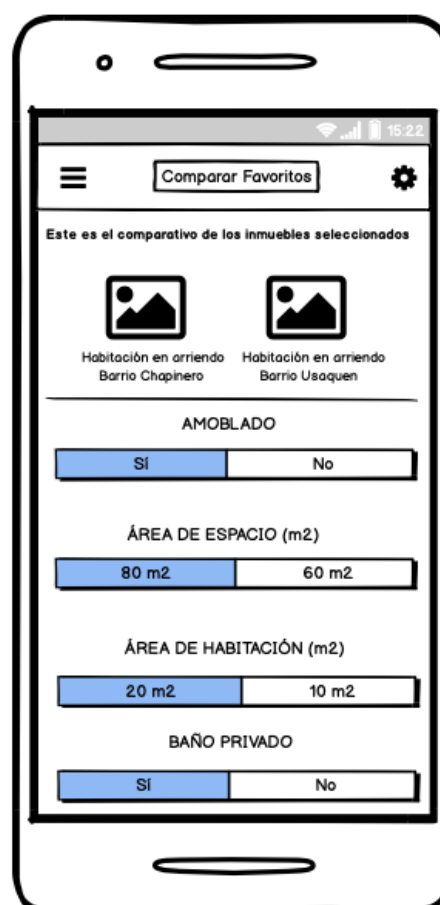 15:22
Comparar Favoritos
Este es el comparativo de los inmuebles seleccionados
Habitación en arriendo
Barrio Chapinero
Habitación en arriendo
Barrio Usaquen
AMOBLADO
Sí
No
ÁREA DE ESPACIO (m2)
80 m2
60 m2
ÁREA DE HABITACIÓN (m2)
20 m2
10 m2
BAÑO PRIVADO
Sí
No